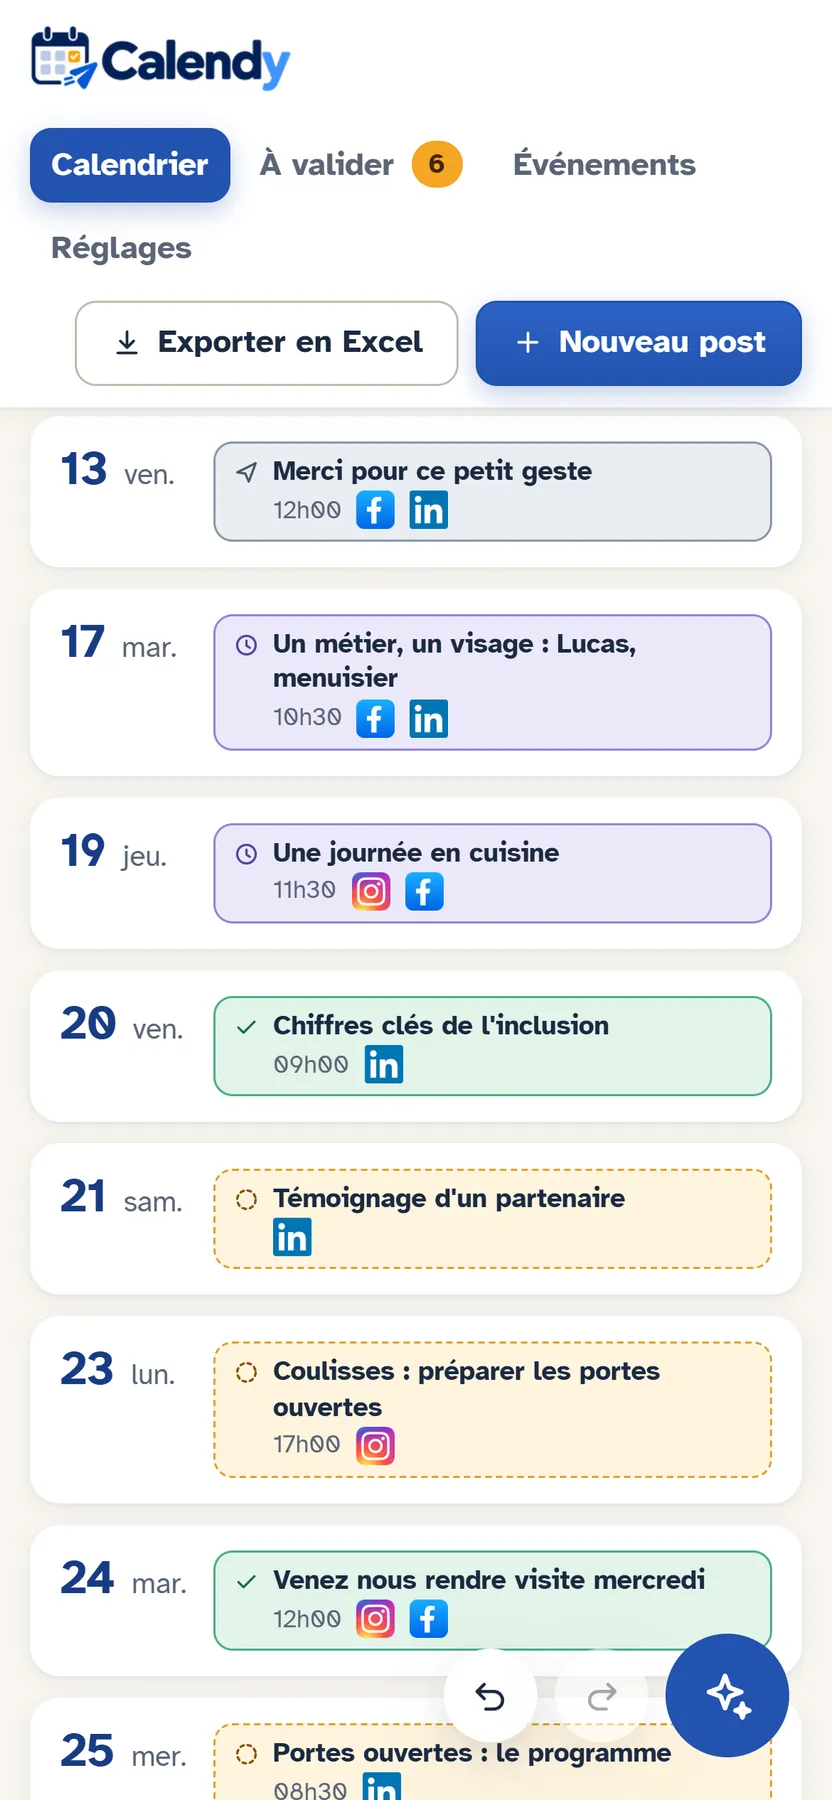 Calendy
Calendrier
À valider 6
Événements
Réglages
Exporter en Excel
+ Nouveau post
13 ven.
Merci pour ce petit geste
12h00
17 mar.
Un métier, un visage : Lucas,
menuisier
10h30
19 jeu.
Une journée en cuisine
11h30
20 ven.
Chiffres clés de l'inclusion
09h00
21 sam.
Témoignage d'un partenaire
23 lun.
Coulisses : préparer les portes
ouvertes
17h00
24 mar.
Venez nous rendre visite mercredi
12h00
25 mer.
Portes ouvertes : le programme
08h30